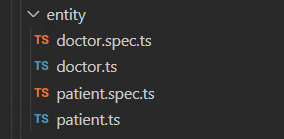 entity
TS doctor.spec.ts
TS doctor.ts
TS patient.spec.ts
TS patient.ts